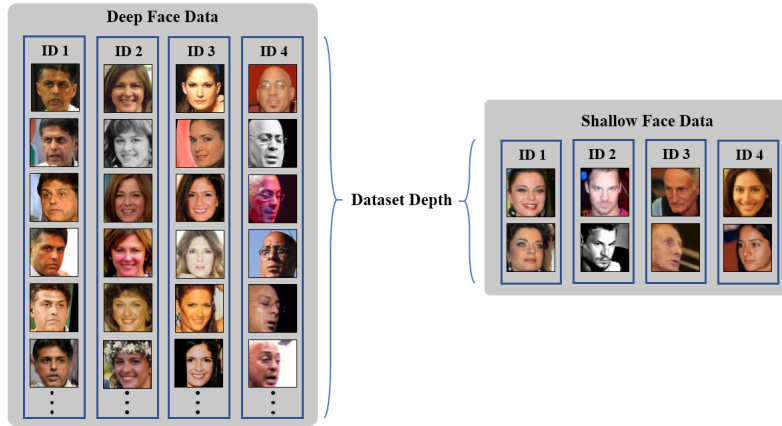 Deep Face Data
ID 1
ID 2
ID 3
ID 4
Dataset Depth
Shallow Face Data
ID 1
ID 2
ID 3
ID 4